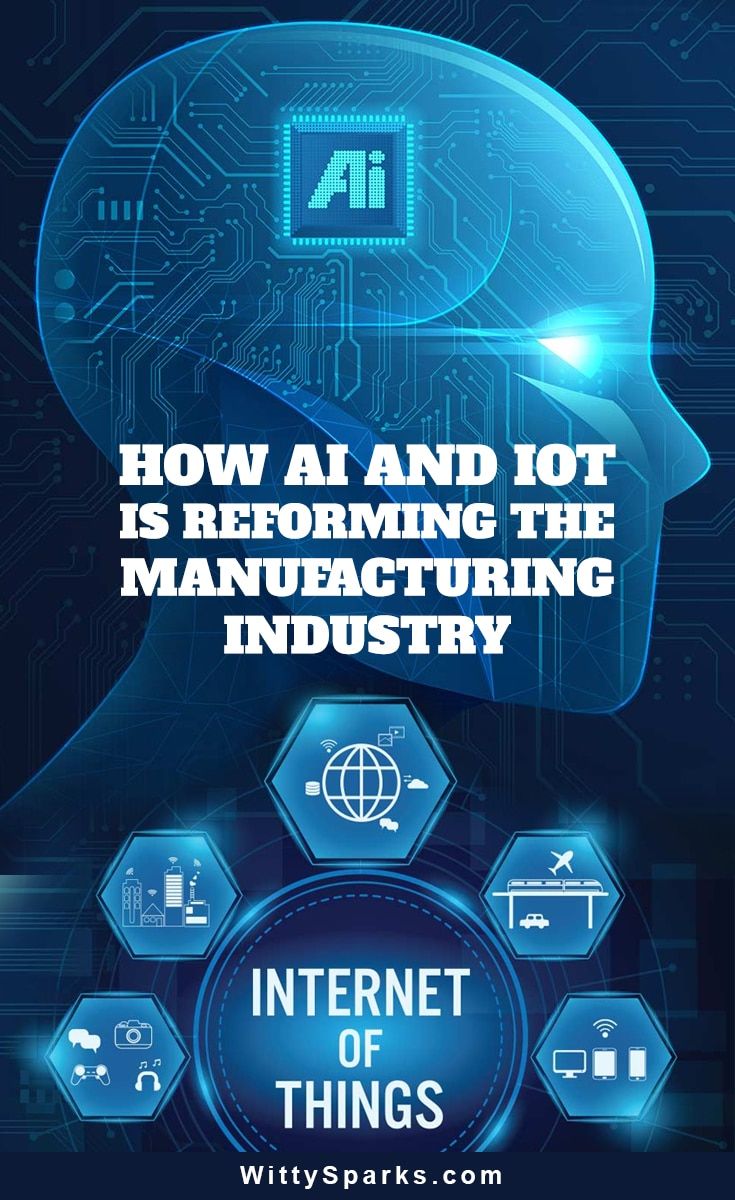 Ai
HOW AI AND IOT
IS REFORMING THE
MANUFACTURING
INDUSTRY
INTERNET
OF
THINGS
WittySparks.com